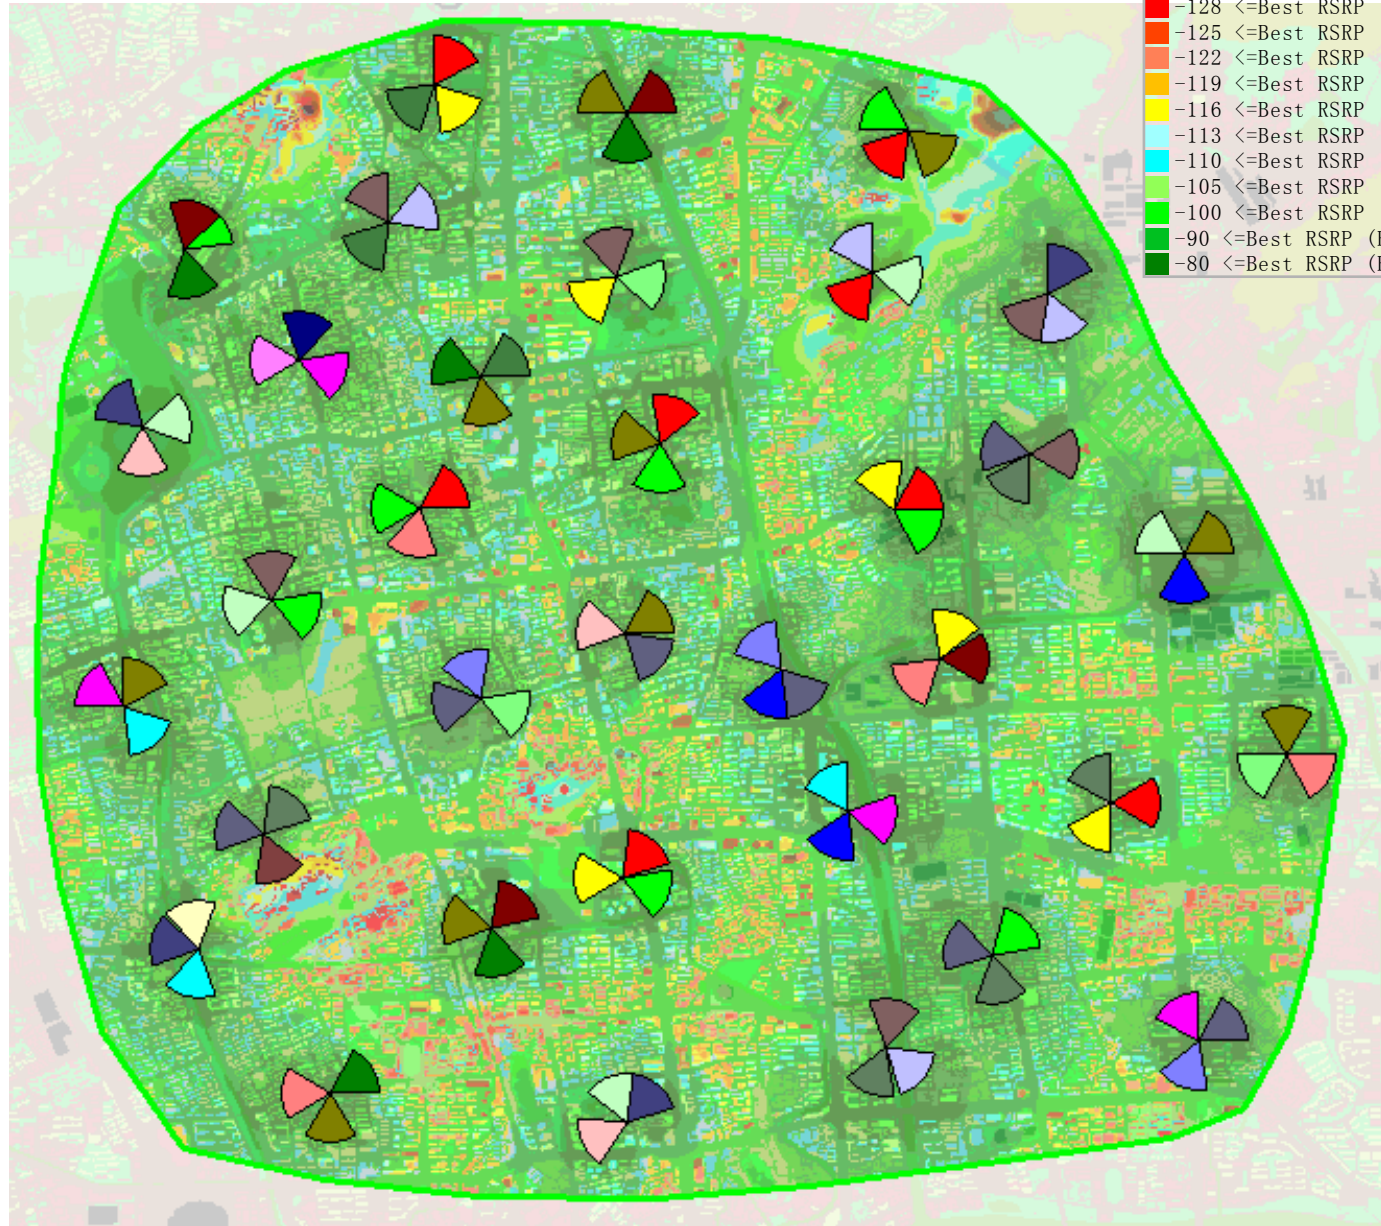 -128 <=Best RSRP
-125 <=Best RSRP
-122 <=Best RSRP
-119 <=Best RSRP
-116 <=Best RSRP
-113 <=Best RSRP
-110 <=Best RSRP
-105 <=Best RSRP
-100 <=Best RSRP
-90 <=Best RSRP (
-80 <=Best RSRP (